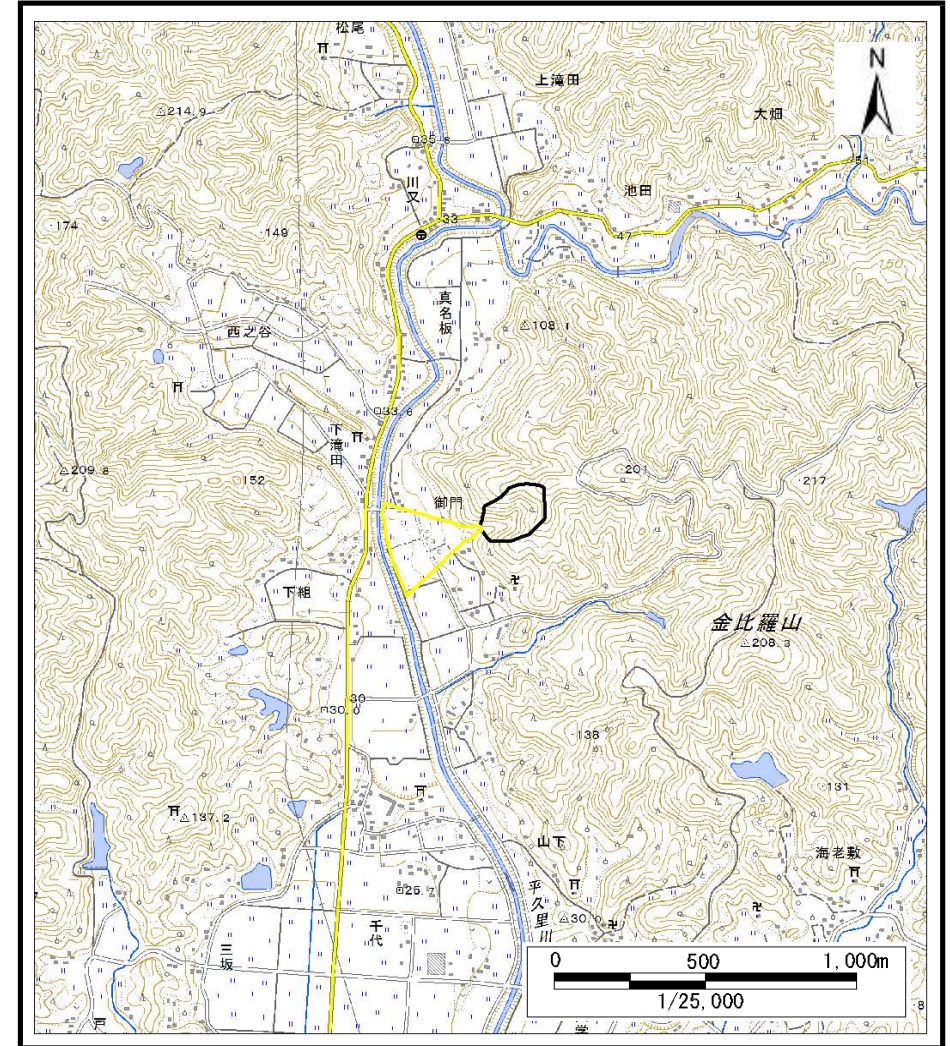 松尾
上滝田
N
△214.9
大畑
□35.8
51
川又
池田
174
33
149
47
150
真名板
△108.1
西之谷
□33.6
下滝田
△209.8
152
201
217
御門
下組
金比羅山
△208.3
30
□30.0
138
131
△137.2
山下
海老敷
平久里川
□25.7
△30.0
千代
三坂
0 500 1,000m
1/25,000
8
戸